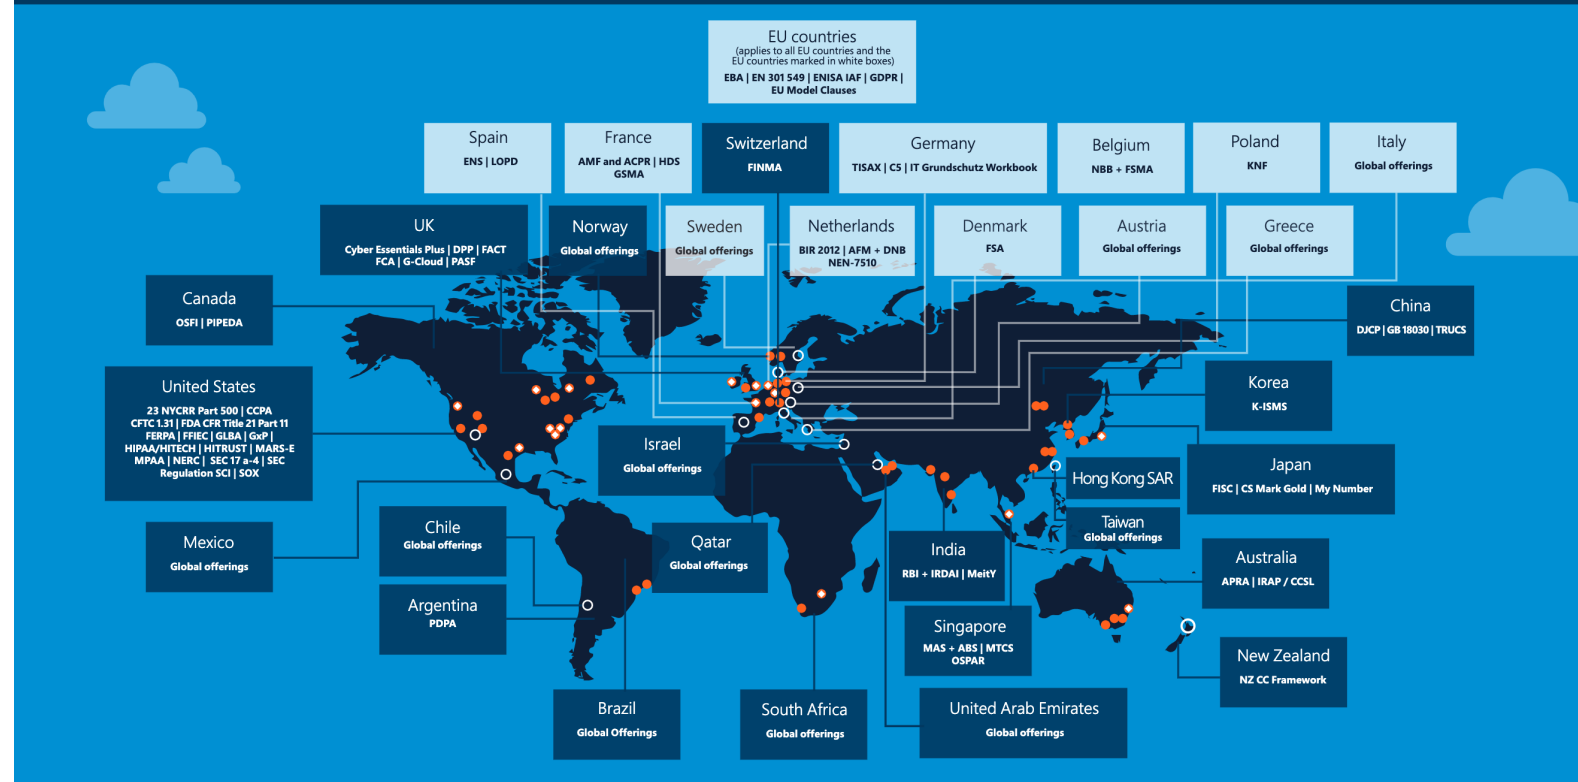 EU countries
(applies to all EU countries and the
EU countries marked in white boxes)
EBA | EN 301 549 | ENISA IAF | GDPR |
EU Model Clauses
Spain
ENS | LOPD
France
AMF and ACPR | HDS
GSMA
Switzerland
FINMA
Germany
TISAX | C5 | IT Grundschutz Workbook
Belgium
NBB + FSMA
Poland
KNF
Italy
Global offerings
UK
Cyber Essentials Plus | DPP | FACT
FCA | G-Cloud | PASF
Norway
Global offerings
Sweden
Global offerings
Netherlands
BIR 2012 | AFM + DNB
NEN-7510
Denmark
FSA
Austria
Global offerings
Greece
Global offerings
Canada
OSFI | PIPEDA
China
DJCP | GB 18030 | TRUCS
United States
23 NYCRR Part 500 | CCPA
CFTC 1.31 | FDA CFR Title 21 Part 11
FERPA | FFIEC | GLBA | GxP |
HIPAA/HITECH | HITRUST | MARS-E
MPAA | NERC | SEC 17 a-4 | SEC
Regulation SCI | SOX
Korea
K-ISMS
Israel
Global offerings
Japan
FISC | CS Mark Gold | My Number
Hong Kong SAR
Taiwan
Global offerings
Mexico
Global offerings
Chile
Global offerings
Qatar
Global offerings
India
RBI + IRDAI | MeitY
Australia
APRA | IRAP / CCSL
Argentina
PDPA
Singapore
MAS + ABS | MTCS
OSPAR
New Zealand
NZ CC Framework
Brazil
Global Offerings
South Africa
Global offerings
United Arab Emirates
Global offerings